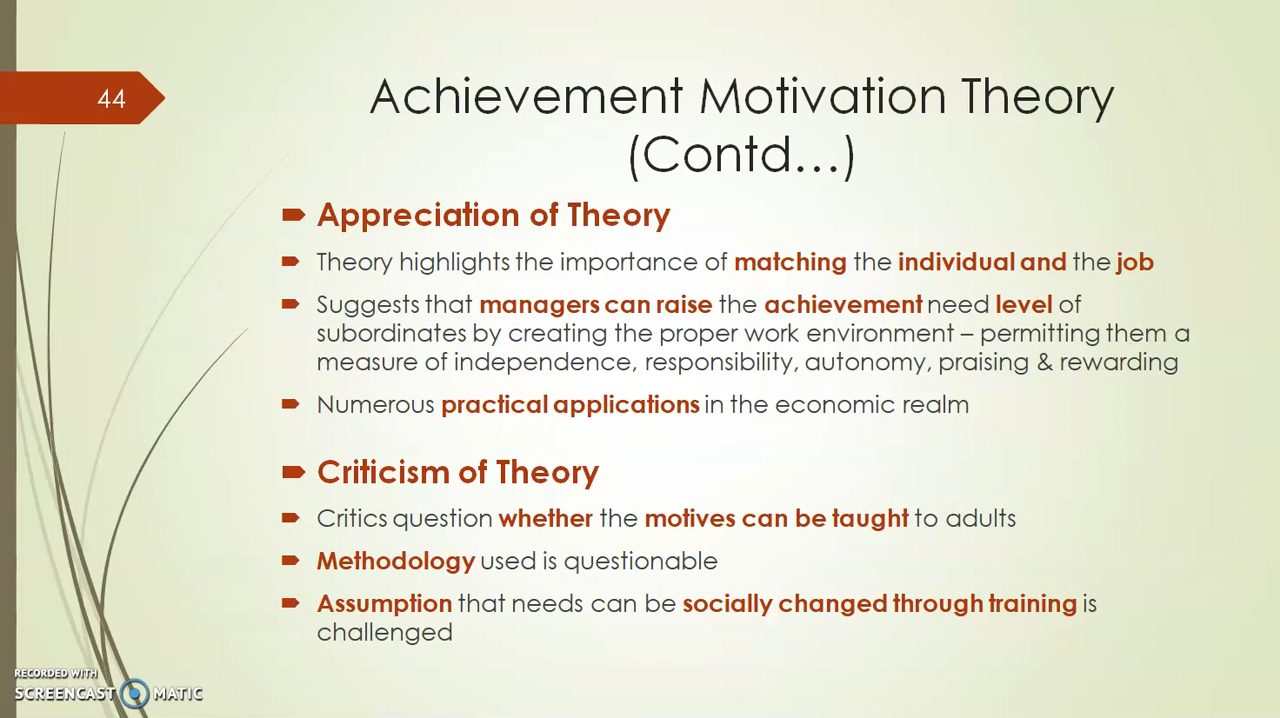 44
Achievement Motivation Theory
(Contd...)
Appreciation of Theory
Theory highlights the importance of matching the individual and the job
Suggests that managers can raise the achievement need level of
subordinates by creating the proper work environment – permitting them a
measure of independence, responsibility, autonomy, praising & rewarding
Numerous practical applications in the economic realm
Criticism of Theory
Critics question whether the motives can be taught to adults
Methodology used is questionable
Assumption that needs can be socially changed through training is
challenged
RECORDED WITH
SCREENCAST MATIC